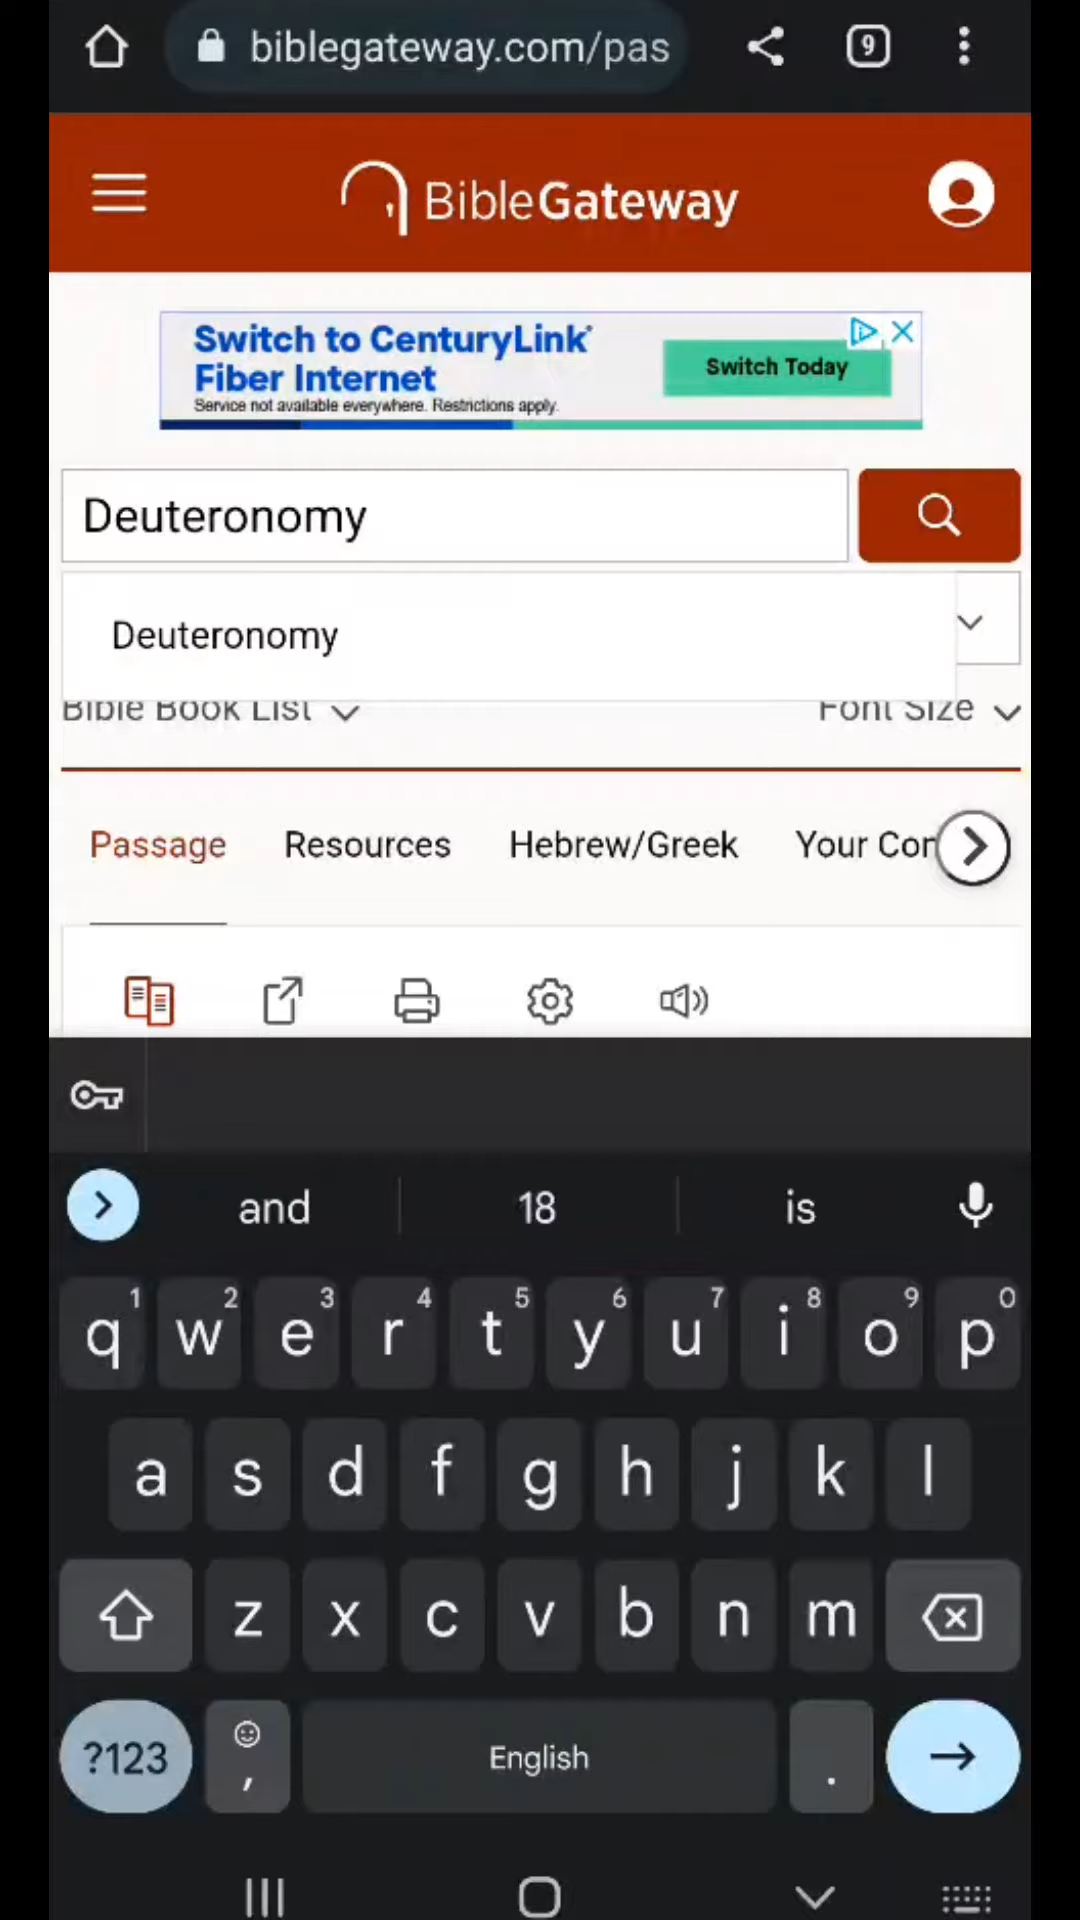 biblegateway.com/pas
9
BibleGateway
Switch to CenturyLink®
Fiber Internet
Service not available everywhere. Restrictions apply.
Switch Today
Deuteronomy
Deuteronomy
Bible Book List
Font Size
Passage Resources Hebrew/Greek Your Con
and 18 is
1 2 3 4 5 6 7 8 9 0
q w e r t y u i o p
a s d f g h j k l
z x c v b n m
?123 , English .